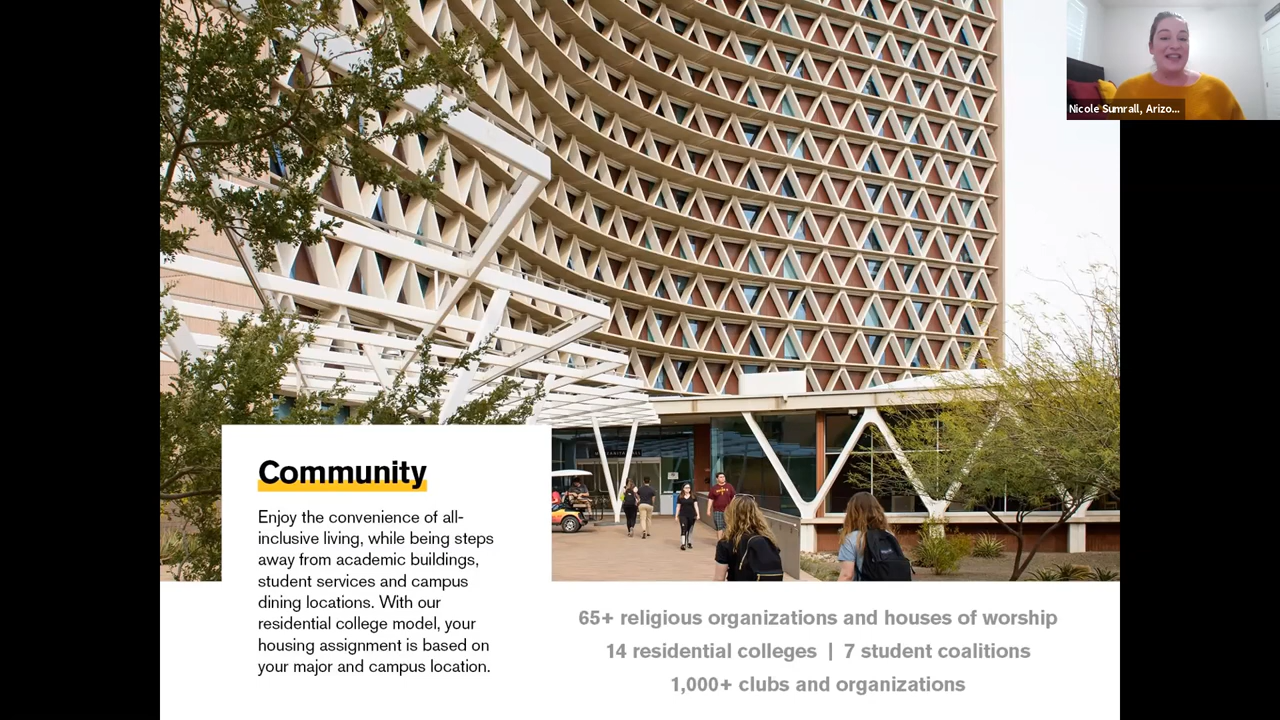 Nicole Sumrall, Arizo...
Community
Enjoy the convenience of all-
inclusive living, while being steps
away from academic buildings,
student services and campus
dining locations. With our
residential college model, your
housing assignment is based on
your major and campus location.
65+ religious organizations and houses of worship
14 residential colleges | 7 student coalitions
1,000+ clubs and organizations